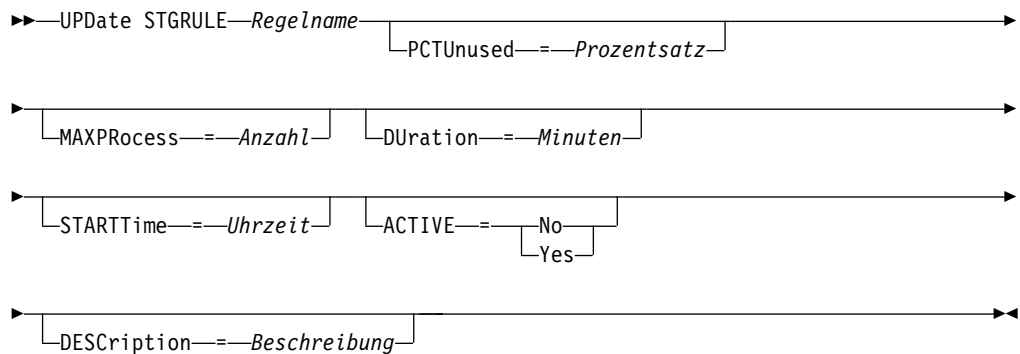 UPDate STGRULE Regelname
PCTUnused = Prozentsatz
MAXPRocess = Anzahl DUration = Minuten
STARTTime = Uhrzeit ACTIVE = No
Yes
DESCription = Beschreibung